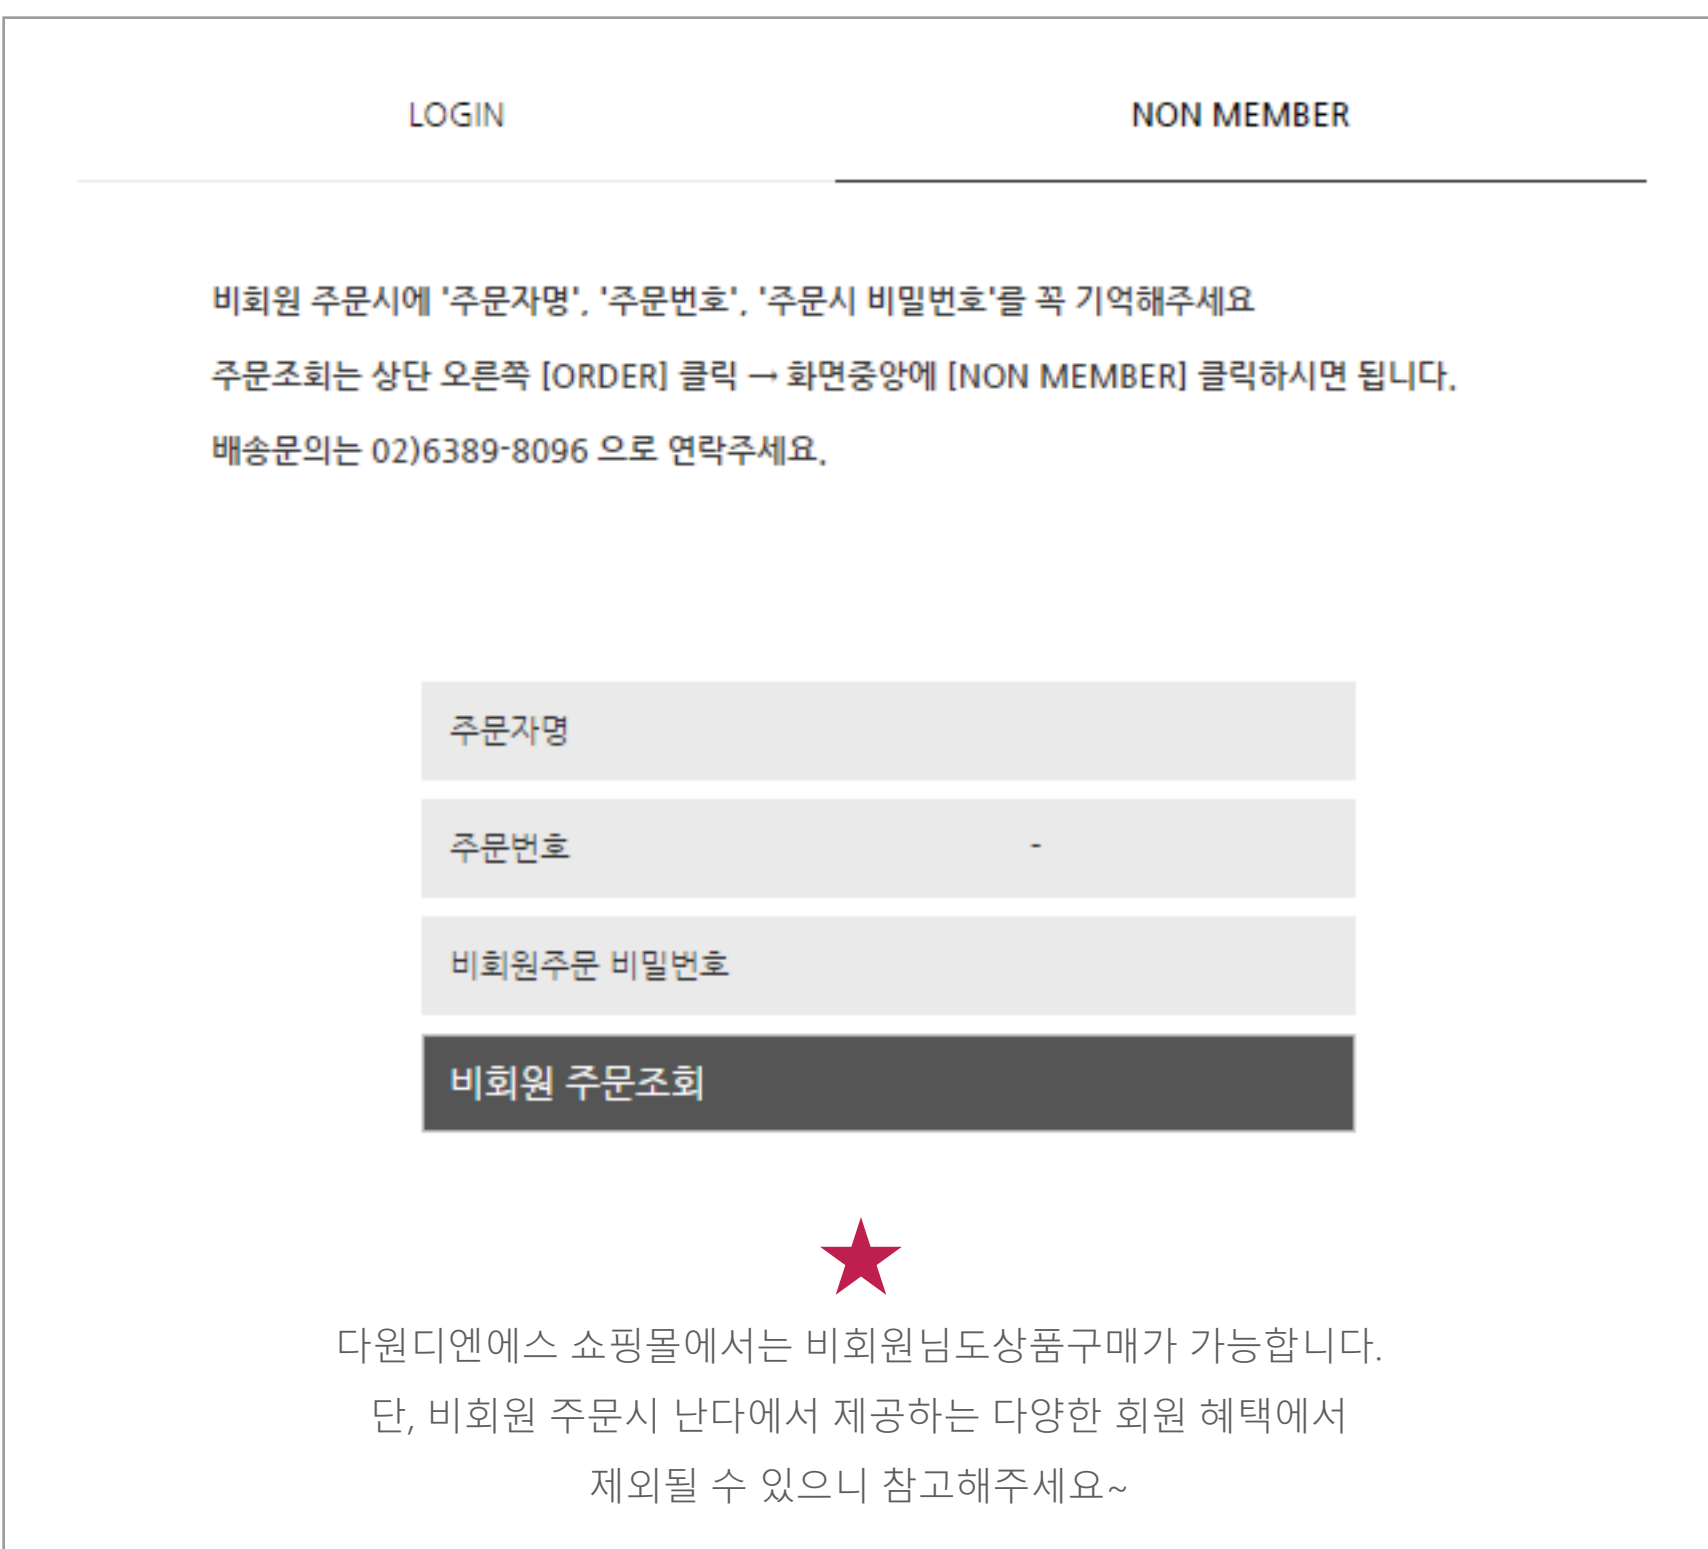 LOGIN NON MEMBER
비회원 주문시에 '주문자명', '주문번호', '주문시 비밀번호'를 꼭 기억해주세요
주문조회는 상단 오른쪽 [ORDER] 클릭 → 화면중앙에 [NON MEMBER] 클릭하시면 됩니다.
배송문의는 02)6389-8096 으로 연락주세요.
주문자명
주문번호 -
비회원주문 비밀번호
비회원 주문조회
다원디엔에스 쇼핑몰에서는 비회원님도상품구매가 가능합니다.
단, 비회원 주문시 난다에서 제공하는 다양한 회원 혜택에서
제외될 수 있으니 참고해주세요~